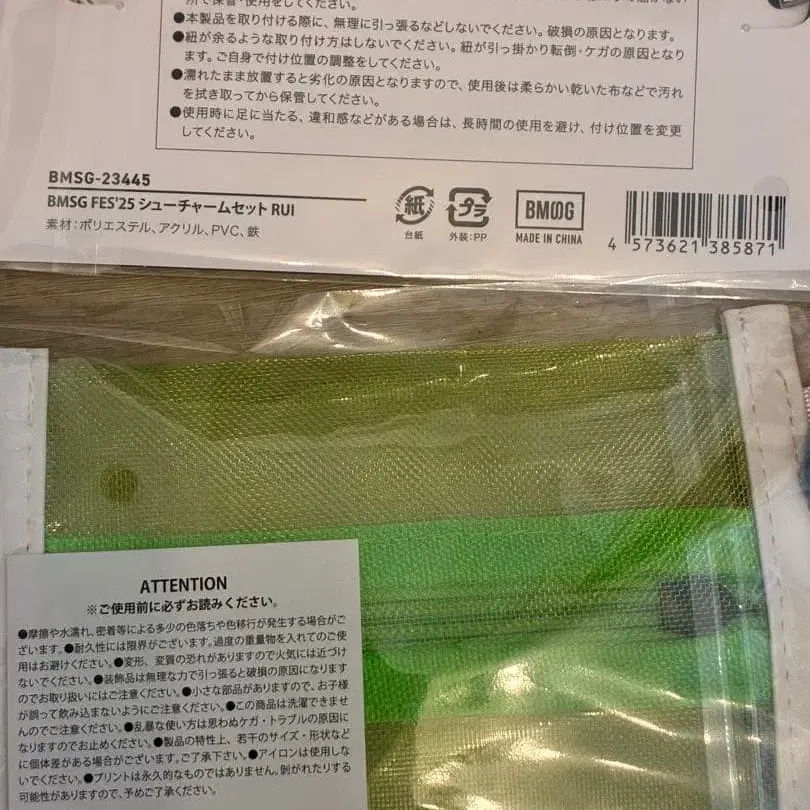 所で保管・使用をしてください。
●本製品を取り付ける際に、無理に引っ張るなどしないでください。破損の原因となります。
●紐が余るような取り付け方はしないでください。紐が引っ掛かり転倒・ケガの原因となり
ます。ご自身で付け位置の調整をしてください。
●濡れたまま放置すると劣化の原因となりますので、使用後は柔らかい乾いた布などで汚れ
を拭き取ってから保管してください。
●使用時に足に当たる、違和感などがある場合は、長時間の使用を避け、付け位置を変更
してください。
BMSG-23445
BMSG FES'25 シューチャームセット RUI
素材:ポリエステル、アクリル、PVC、鉄
紙
台紙
プラ
外装:PP
BMSG
MADE IN CHINA
4 573621 385871
ATTENTION
※ご使用前に必ずお読みください。
●摩擦や水濡れ、密着等による多少の色落ちや色移行が発生する場合がご
ざいます。●耐久性には限界がございます。過度の重量物を入れてのご使
用はお避けください。●変形、変質の恐れがありますので火気には近づけ
ないでください。●装飾品は無理な力で引っ張ると破損の原因になります
のでお取り扱いにはご注意ください。●小さな部品がありますので、お子様
が誤って飲み込まないようにご注意ください。●この商品は洗濯できませ
んのでご注意ください。●乱暴な使い方は思わぬケガ・トラブルの原因に
なりますのでお止めください。●製品の特性上、若干のサイズ・形状など
に個体差がある場合がございます。ご了承下さい。●アイロンは使用しな
いでください。●プリントは永久的なものではありません。剝がれたりする
可能性がありますので、予めご了承ください。